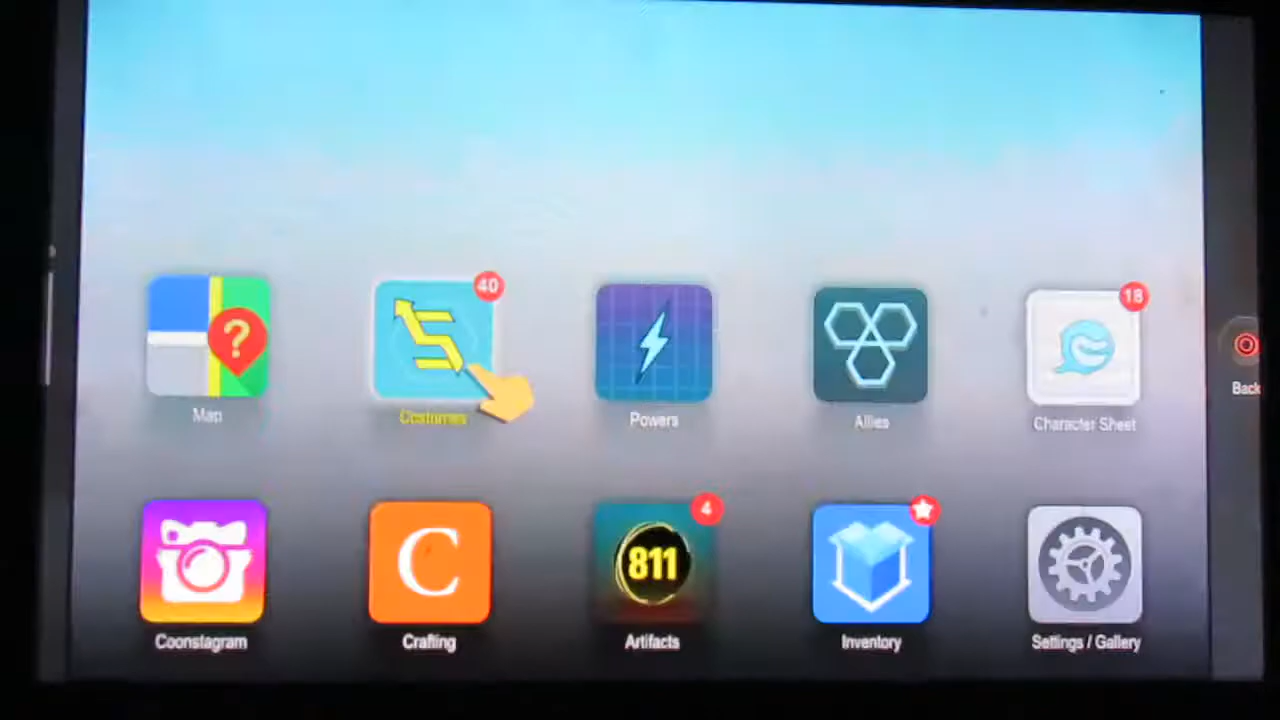 40
18
?
Map
Costumes
Powers
Allies
Character Sheet
Back
4
C
811
Coonstagram
Crafting
Artifacts
Inventory
Settings / Gallery